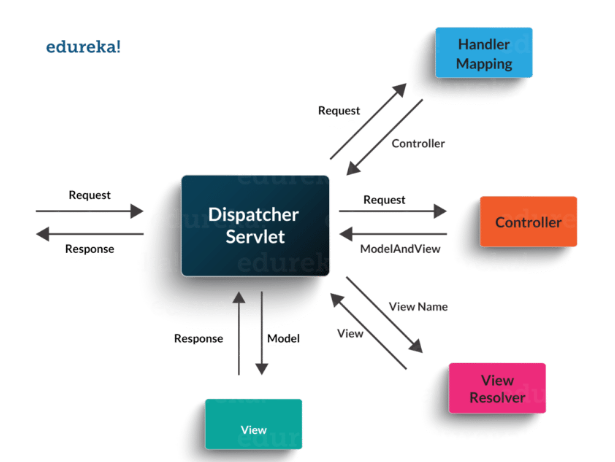 edureka!
Handler
Mapping
Request
Controller
Request
Response
Dispatcher
Servlet
Request
ModelAndView
Controller
View Name
View
Response
Model
View
Resolver
View